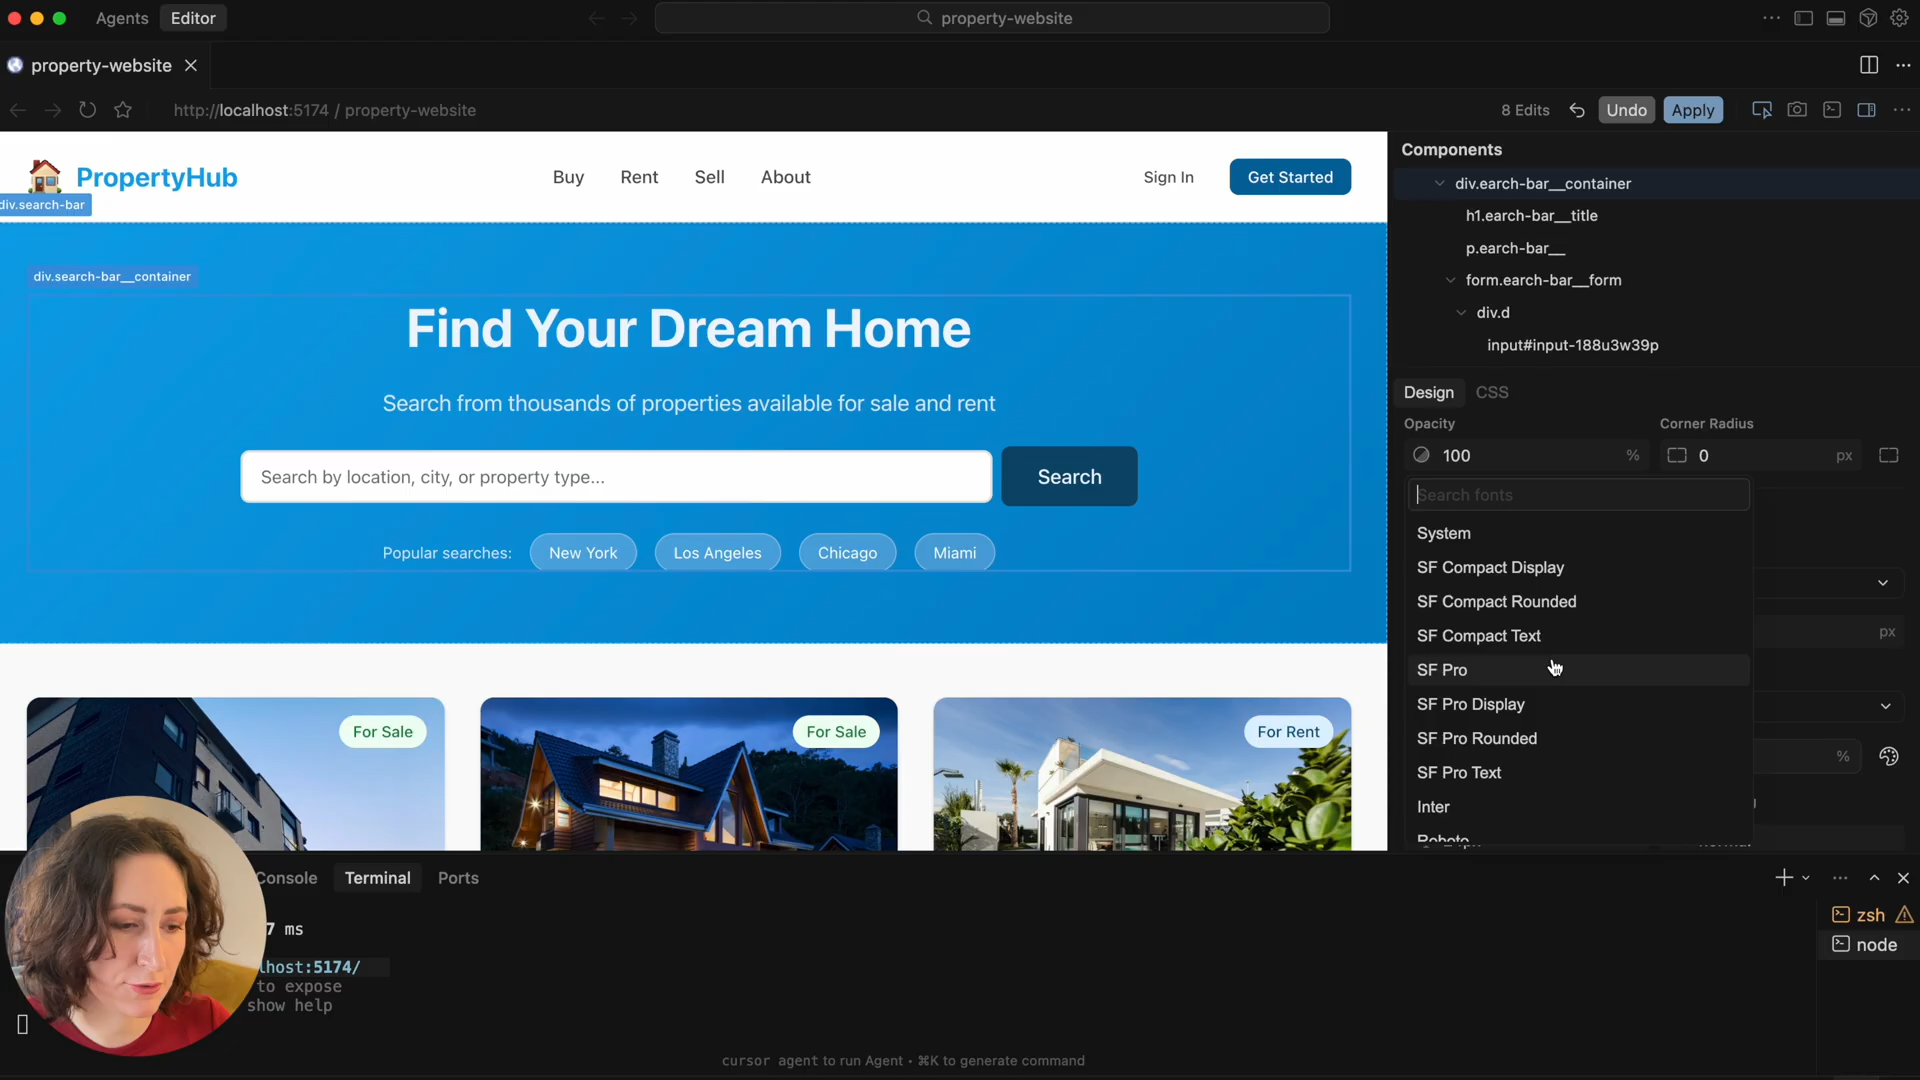 Agents Editor property-website
property-website
http://localhost:5174 / property-website 8 Edits Undo Apply
PropertyHub Buy Rent Sell About Sign In Get Started
div.search-bar
div.search-bar__container
Find Your Dream Home
Search from thousands of properties available for sale and rent
Search by location, city, or property type... Search
Popular searches: New York Los Angeles Chicago Miami
For Sale For Sale For Rent
Components
div.earch-bar__container
h1.earch-bar__title
p.earch-bar__
form.earch-bar__form
div.d
input#input-188u3w39p
Design CSS
Opacity Corner Radius
100 % 0 px
Search fonts
System
SF Compact Display
SF Compact Rounded
SF Compact Text
px
SF Pro
SF Pro Display
SF Pro Rounded
%
SF Pro Text
Inter
Roboto
Console Terminal Ports
7 ms
lhost:5174/
to expose
show help
zsh
node
cursor agent to run Agent • ⌘K to generate command